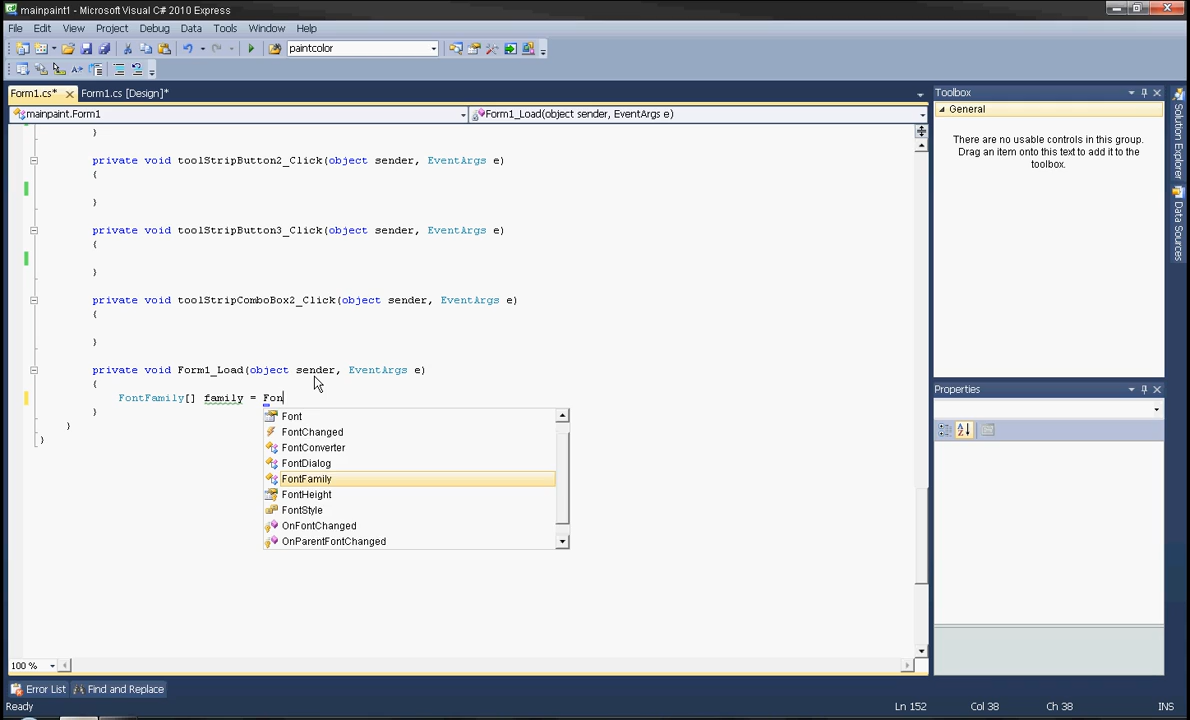 mainpaint1 - Microsoft Visual C# 2010 Express
File Edit View Project Debug Data Tools Window Help
paintcolor
Form1.cs* Form1.cs [Design]*
mainpaint.Form1 Form1_Load(object sender, EventArgs e)
}
private void toolStripButton2_Click(object sender, EventArgs e)
{
}
private void toolStripButton3_Click(object sender, EventArgs e)
{
}
private void toolStripComboBox2_Click(object sender, EventArgs e)
{
}
private void Form1_Load(object sender, EventArgs e)
{
FontFamily[] family = Fon
}
}
}
Font
FontChanged
FontConverter
FontDialog
FontFamily
FontHeight
FontStyle
OnFontChanged
OnParentFontChanged
100 %
Toolbox
General
There are no usable controls in this group.
Drag an item onto this text to add it to the
toolbox.
Properties
Solution Explorer
Data Sources
Error List Find and Replace
Ready Ln 152 Col 38 Ch 38 INS